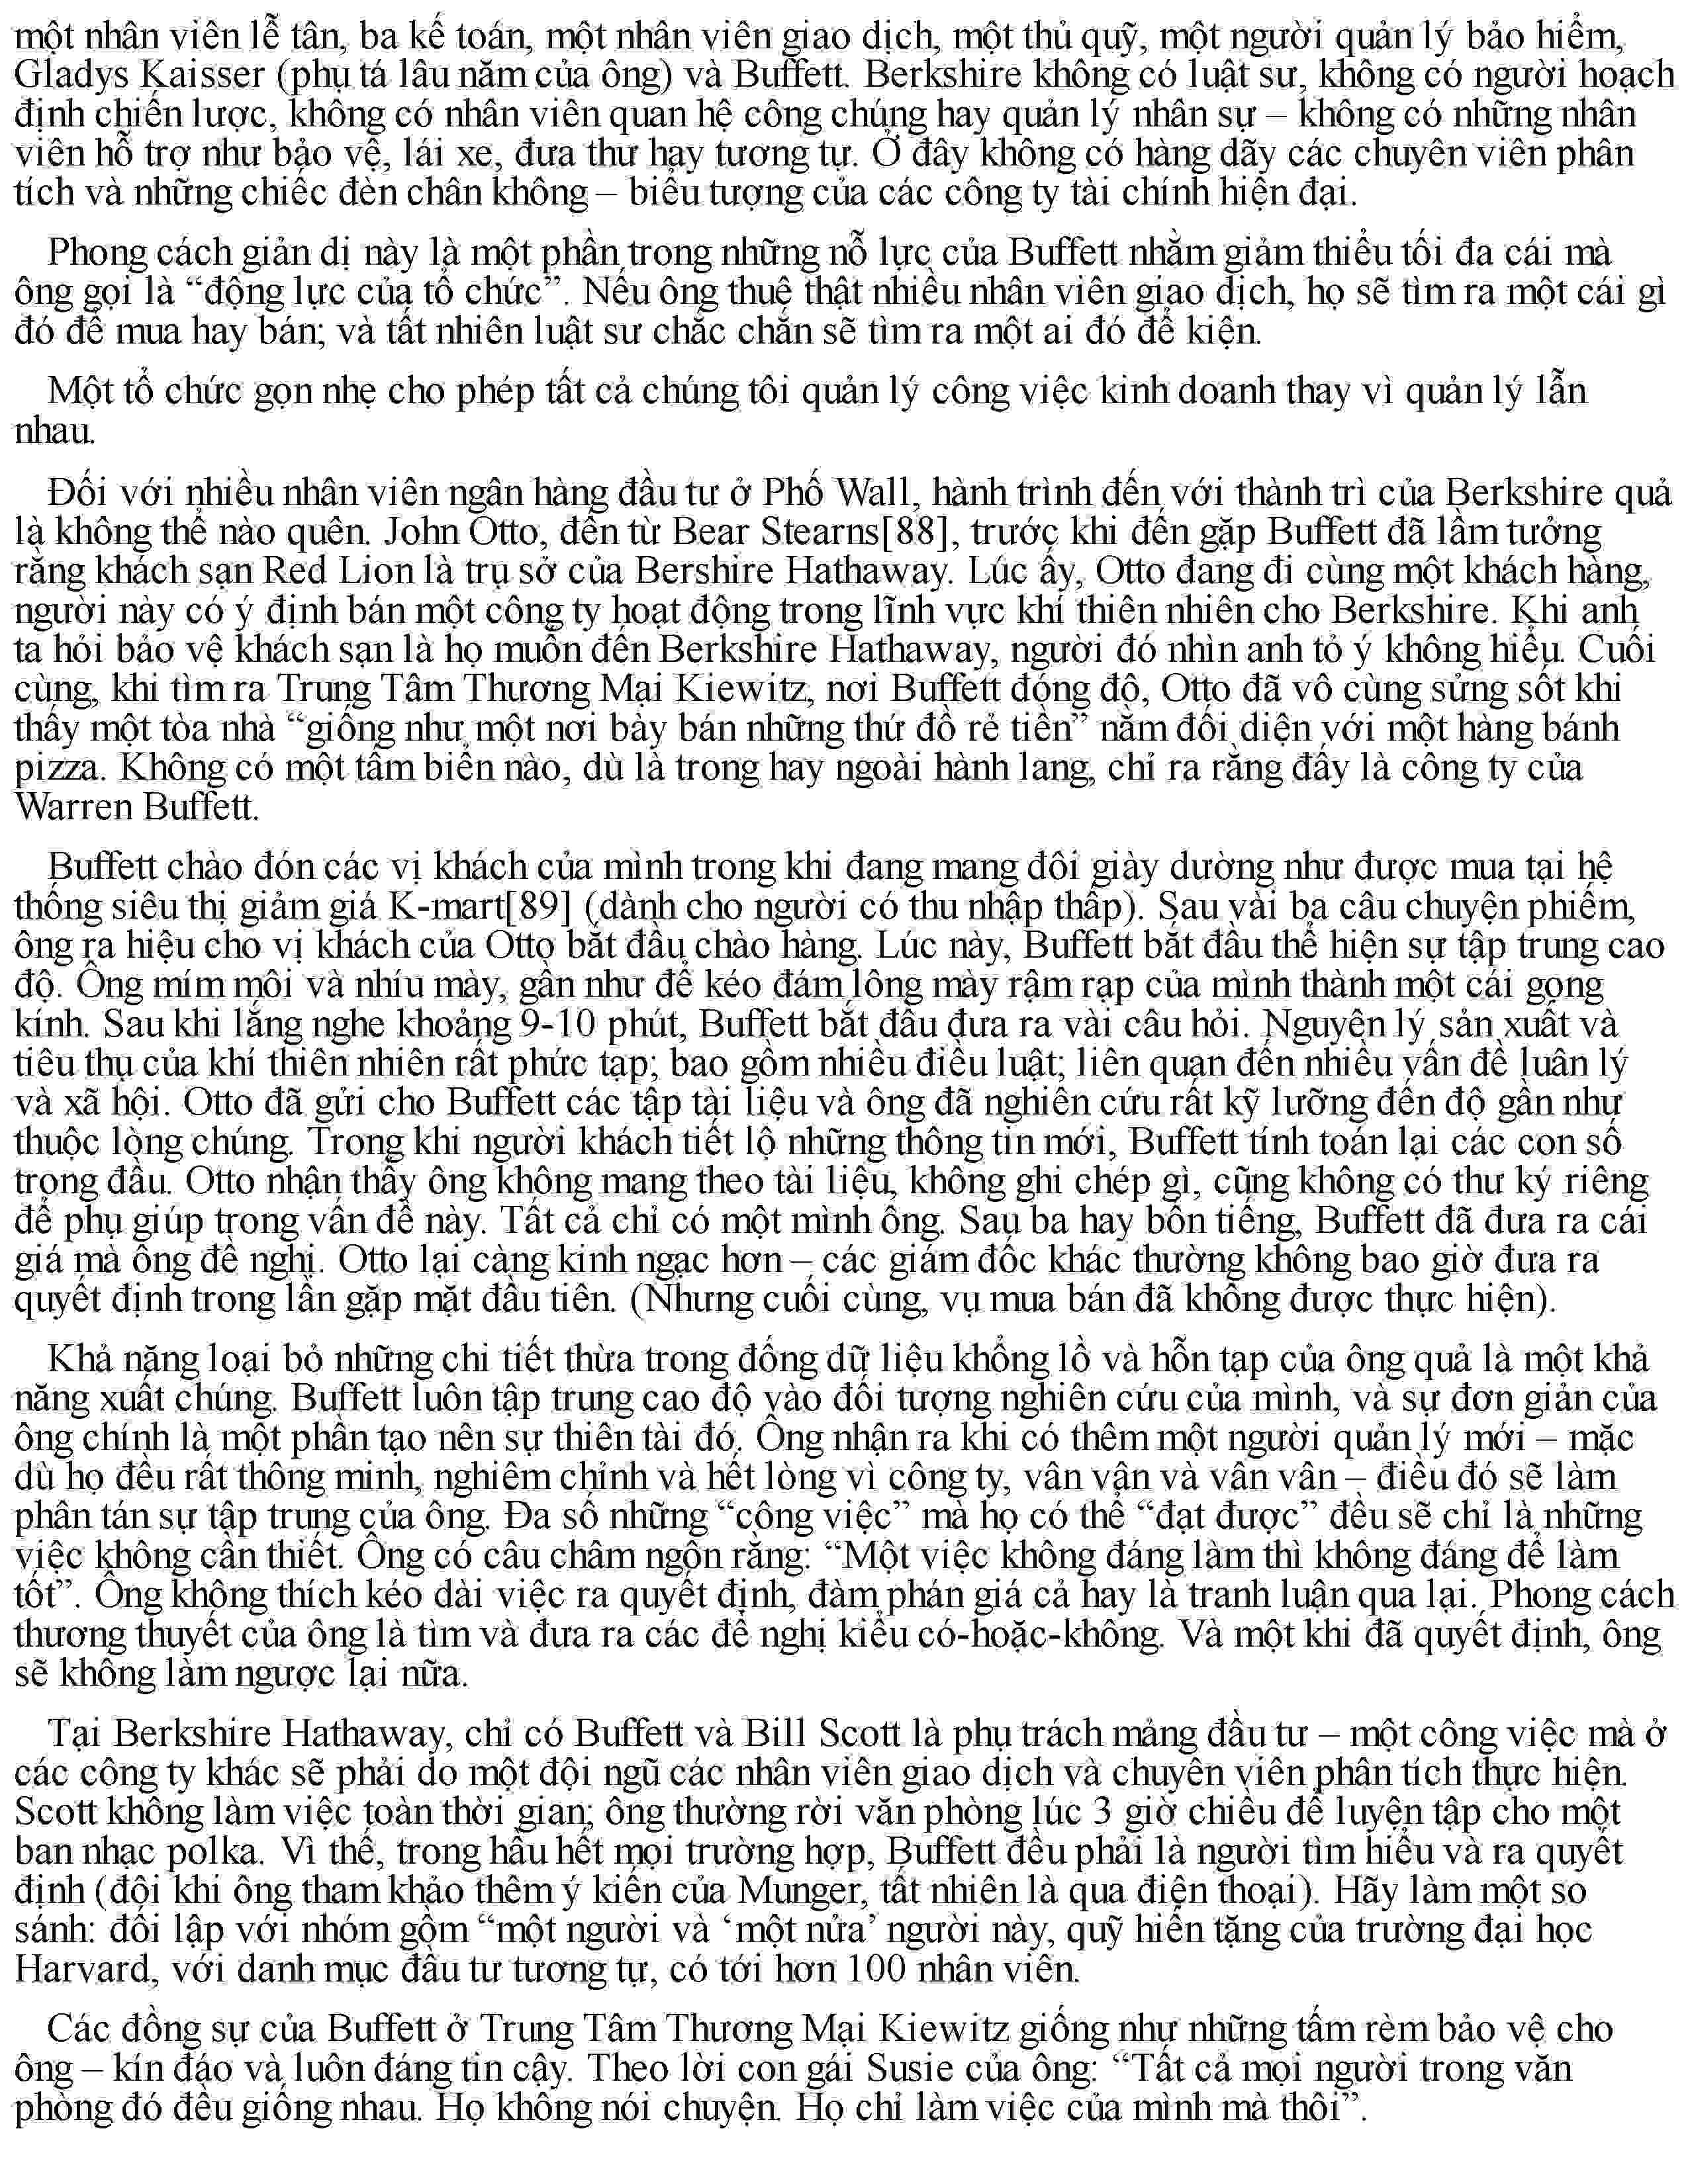 một nhân viên lễ tân, ba kế toán, một nhân viên giao dịch, một thủ quỹ, một người quản lý bảo hiểm,
Gladys Kaisser (phụ tá lâu năm của ông) và Buffett. Berkshire không có luật sư, không có người hoạch
định chiến lược, không có nhân viên quan hệ công chúng hay quản lý nhân sự – không có những nhân
viên hỗ trợ như bảo vệ, lái xe, đưa thư hay tương tự. Ở đây không có hàng dãy các chuyên viên phân
tích và những chiếc đèn chân không – biểu tượng của các công ty tài chính hiện đại.
Phong cách giản dị này là một phần trong những nỗ lực của Buffett nhằm giảm thiểu tối đa cái mà
ông gọi là “động lực của tổ chức”. Nếu ông thuê thật nhiều nhân viên giao dịch, họ sẽ tìm ra một cái gì
đó để mua hay bán; và tất nhiên luật sư chắc chắn sẽ tìm ra một ai đó để kiện.
Một tổ chức gọn nhẹ cho phép tất cả chúng tôi quản lý công việc kinh doanh thay vì quản lý lẫn
nhau.
Đối với nhiều nhân viên ngân hàng đầu tư ở Phố Wall, hành trình đến với thành trì của Berkshire quả
là không thể nào quên. John Otto, đến từ Bear Stearns[88], trước khi đến gặp Buffett đã lầm tưởng
rằng khách sạn Red Lion là trụ sở của Bershire Hathaway. Lúc ấy, Otto đang đi cùng một khách hàng,
người này có ý định bán một công ty hoạt động trong lĩnh vực khí thiên nhiên cho Berkshire. Khi anh
ta hỏi bảo vệ khách sạn là họ muốn đến Berkshire Hathaway, người đó nhìn anh tỏ ý không hiểu. Cuối
cùng, khi tìm ra Trung Tâm Thương Mại Kiewitz, nơi Buffett đóng đô, Otto đã vô cùng sửng sốt khi
thấy một tòa nhà “giống như một nơi bày bán những thứ đồ rẻ tiền” nằm đối diện với một hàng bánh
pizza. Không có một tấm biển nào, dù là trong hay ngoài hành lang, chỉ ra rằng đấy là công ty của
Warren Buffett.
Buffett chào đón các vị khách của mình trong khi đang mang đôi giày dường như được mua tại hệ
thống siêu thị giảm giá K-mart[89] (dành cho người có thu nhập thấp). Sau vài ba câu chuyện phiếm,
ông ra hiệu cho vị khách của Otto bắt đầu chào hàng. Lúc này, Buffett bắt đầu thể hiện sự tập trung cao
độ. Ông mím môi và nhíu mày, gần như để kéo đám lông mày rậm rạp của mình thành một cái gọng
kính. Sau khi lắng nghe khoảng 9-10 phút, Buffett bắt đầu đưa ra vài câu hỏi. Nguyên lý sản xuất và
tiêu thụ của khí thiên nhiên rất phức tạp; bao gồm nhiều điều luật; liên quan đến nhiều vấn đề luân lý
và xã hội. Otto đã gửi cho Buffett các tập tài liệu và ông đã nghiên cứu rất kỹ lưỡng đến độ gần như
thuộc lòng chúng. Trong khi người khách tiết lộ những thông tin mới, Buffett tính toán lại các con số
trong đầu. Otto nhận thấy ông không mang theo tài liệu, không ghi chép gì, cũng không có thư ký riêng
để phụ giúp trong vấn đề này. Tất cả chỉ có một mình ông. Sau ba hay bốn tiếng, Buffett đã đưa ra cái
giá mà ông đề nghị. Otto lại càng kinh ngạc hơn – các giám đốc khác thường không bao giờ đưa ra
quyết định trong lần gặp mặt đầu tiên. (Nhưng cuối cùng, vụ mua bán đã không được thực hiện).
Khả năng loại bỏ những chi tiết thừa trong đống dữ liệu khổng lồ và hỗn tạp của ông quả là một khả
năng xuất chúng. Buffett luôn tập trung cao độ vào đối tượng nghiên cứu của mình, và sự đơn giản của
ông chính là một phần tạo nên sự thiên tài đó. Ông nhận ra khi có thêm một người quản lý mới – mặc
dù họ đều rất thông minh, nghiêm chỉnh và hết lòng vì công ty, vân vân và vân vân – điều đó sẽ làm
phân tán sự tập trung của ông. Đa số những “công việc” mà họ có thể “đạt được” đều sẽ chỉ là những
việc không cần thiết. Ông có câu châm ngôn rằng: “Một việc không đáng làm thì không đáng để làm
tốt”. Ông không thích kéo dài việc ra quyết định, đàm phán giá cả hay là tranh luận qua lại. Phong cách
thương thuyết của ông là tìm và đưa ra các đề nghị kiểu có-hoặc-không. Và một khi đã quyết định, ông
sẽ không làm ngược lại nữa.
Tại Berkshire Hathaway, chỉ có Buffett và Bill Scott là phụ trách mảng đầu tư – một công việc mà ở
các công ty khác sẽ phải do một đội ngũ các nhân viên giao dịch và chuyên viên phân tích thực hiện.
Scott không làm việc toàn thời gian; ông thường rời văn phòng lúc 3 giờ chiều để luyện tập cho một
ban nhạc polka. Vì thế, trong hầu hết mọi trường hợp, Buffett đều phải là người tìm hiểu và ra quyết
định (đội khi ông tham khảo thêm ý kiến của Munger, tất nhiên là qua điện thoại). Hãy làm một so
sánh: đối lập với nhóm gồm “một người và ‘một nửa’ người này, quỹ hiến tặng của trường đại học
Harvard, với danh mục đầu tư tương tự, có tới hơn 100 nhân viên.
Các đồng sự của Buffett ở Trung Tâm Thương Mại Kiewitz giống như những tấm rèm bảo vệ cho
ông – kín đáo và luôn đáng tin cậy. Theo lời con gái Susie của ông: “Tất cả mọi người trong văn
phòng đó đều giống nhau. Họ không nói chuyện. Họ chỉ làm việc của mình mà thôi”.